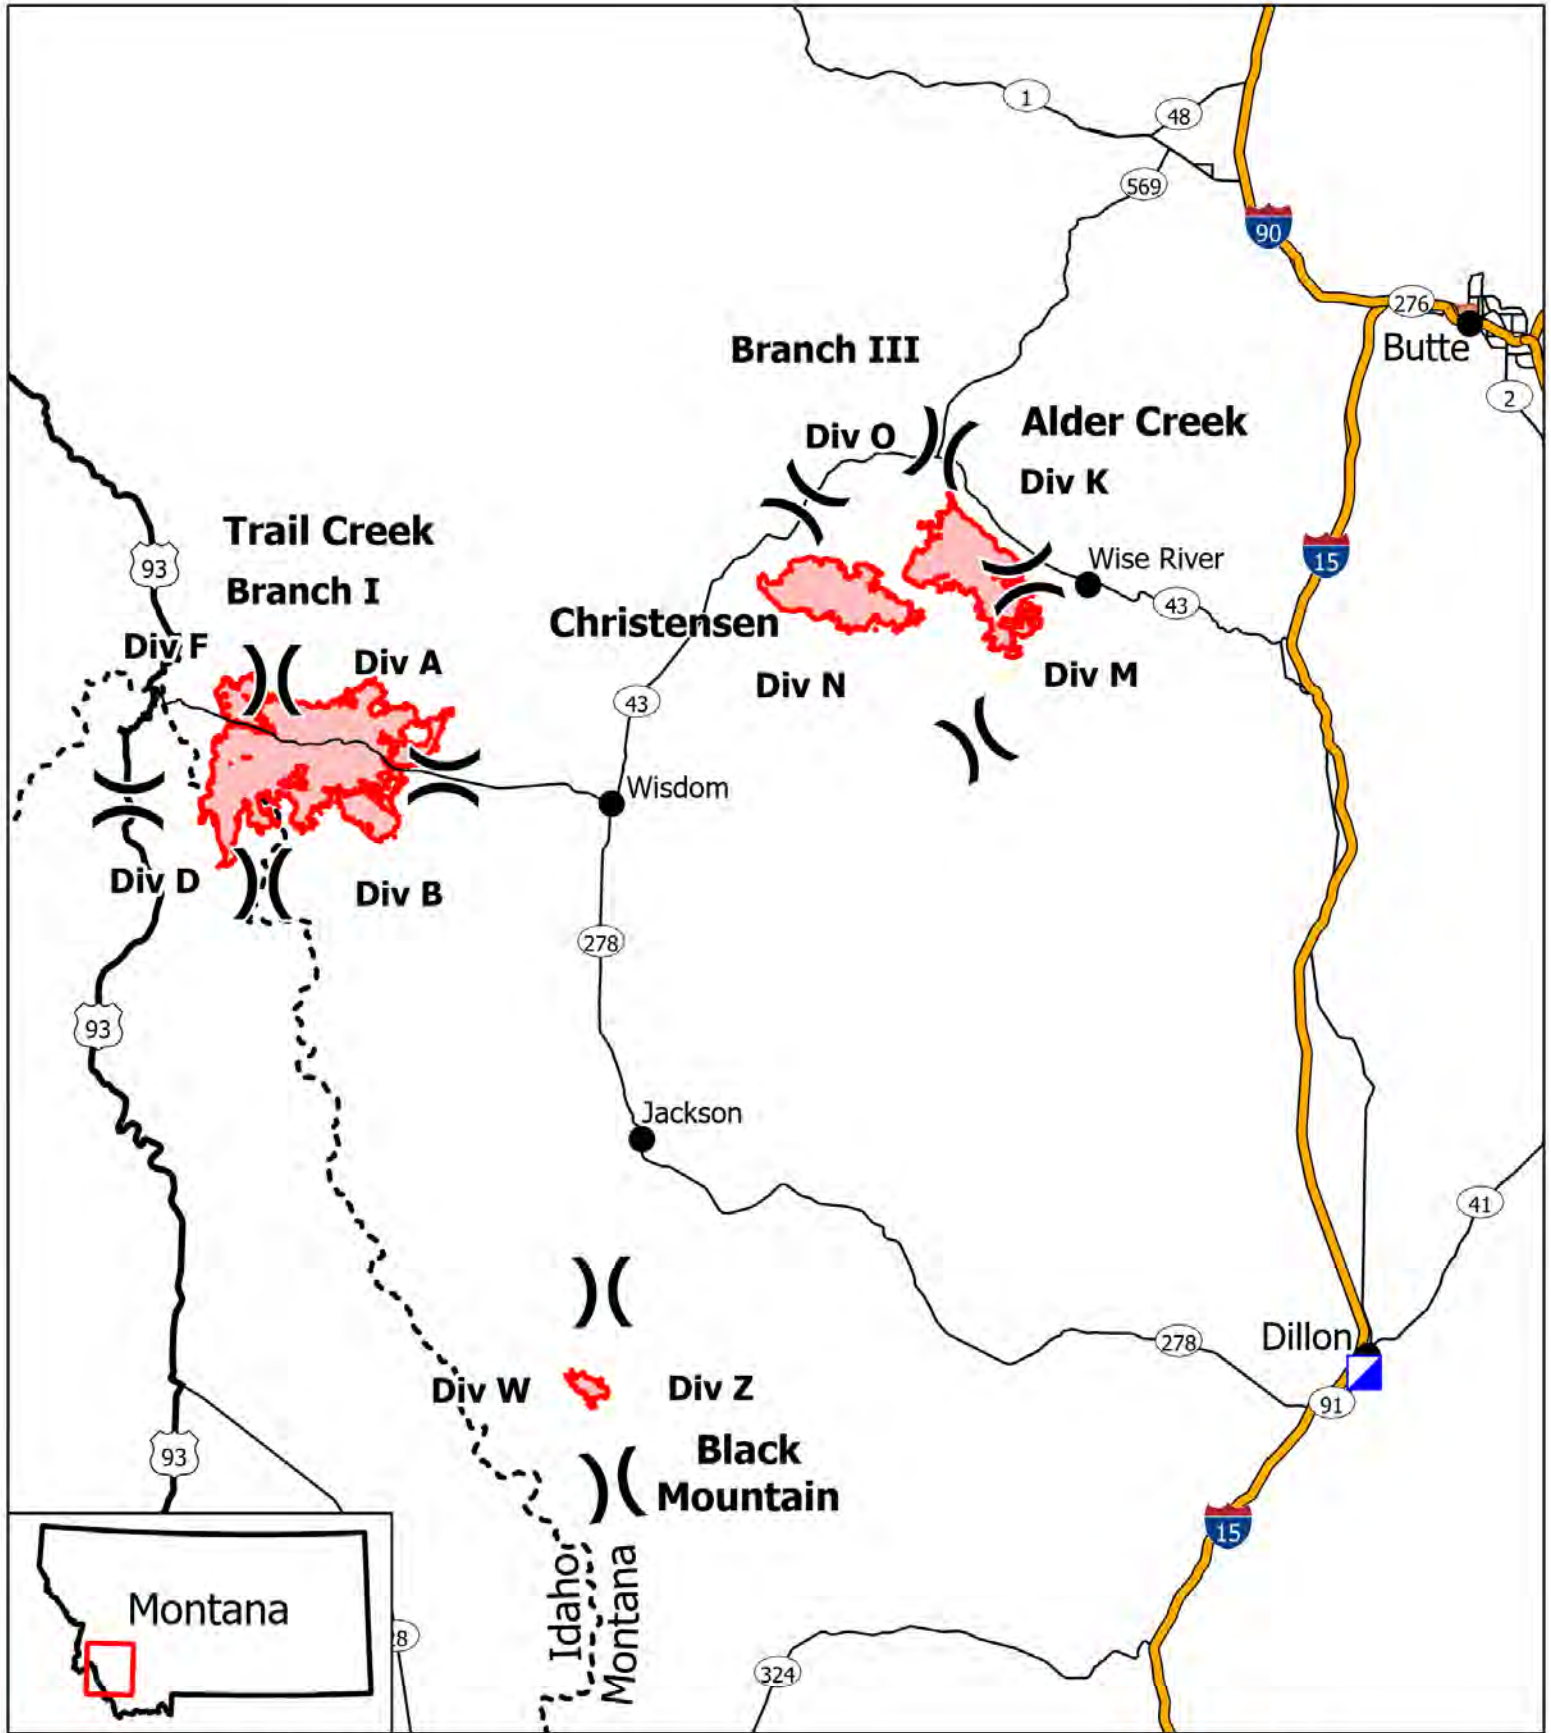 1
48
569
90
276
Butte
2
Branch III
Div O
Alder Creek
Div K
Trail Creek
Branch I
93
15
Wise River
43
Christensen
Div F
Div A
Div N
Div M
43
Wisdom
Div D
Div B
278
93
Jackson
41
278
Dillon
91
Div W
Div Z
Black
Mountain
93
15
Idaho
Montana
Montana
28
324